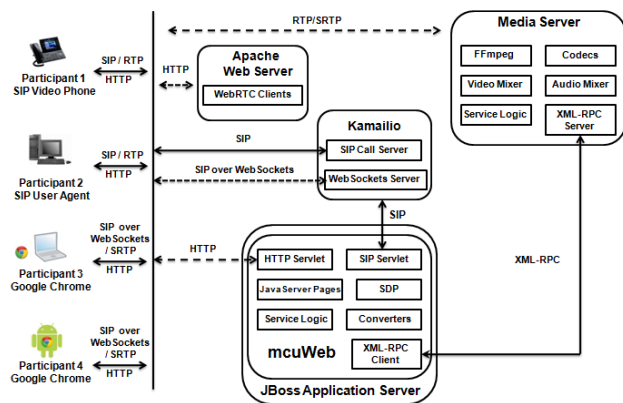 RTP/SRTP
Media Server
FFmpeg
Codecs
Video Mixer
Audio Mixer
Service Logic
XML-RPC
Server
Apache
Web Server
WebRTC Clients
HTTP
SIP / RTP
HTTP
Participant 1
SIP Video Phone
Kamailio
SIP Call Server
WebSockets Server
SIP
SIP over WebSockets
SIP / RTP
HTTP
Participant 2
SIP User Agent
SIP
XML-RPC
SIP over
WebSockets
/ SRTP
HTTP
Participant 3
Google Chrome
HTTP
HTTP Servlet
SIP Servlet
JavaServer Pages
SDP
Service Logic
Converters
mcuWeb
XML-RPC
Client
JBoss Application Server
SIP over
WebSockets
/ SRTP
HTTP
Participant 4
Google Chrome